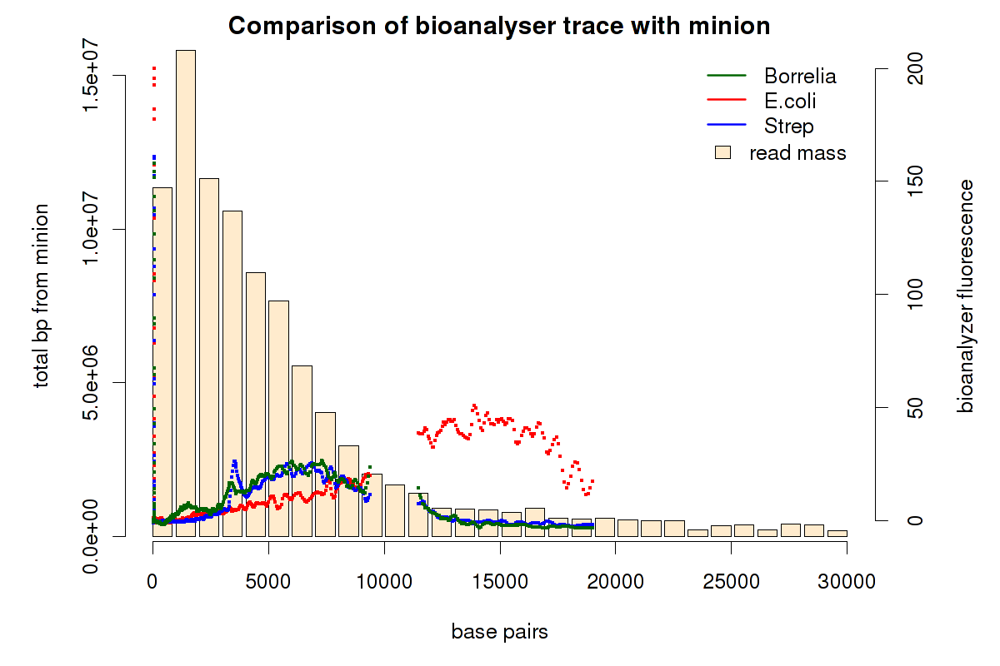 Comparison of bioanalyser trace with minion
Borrelia
E.coli
Strep
read mass
total bp from minion
0.0e+00
5.0e+06
1.0e+07
1.5e+07
bioanalyzer fluorescence
0
50
100
150
200
0 5000 10000 15000 20000 25000 30000
base pairs